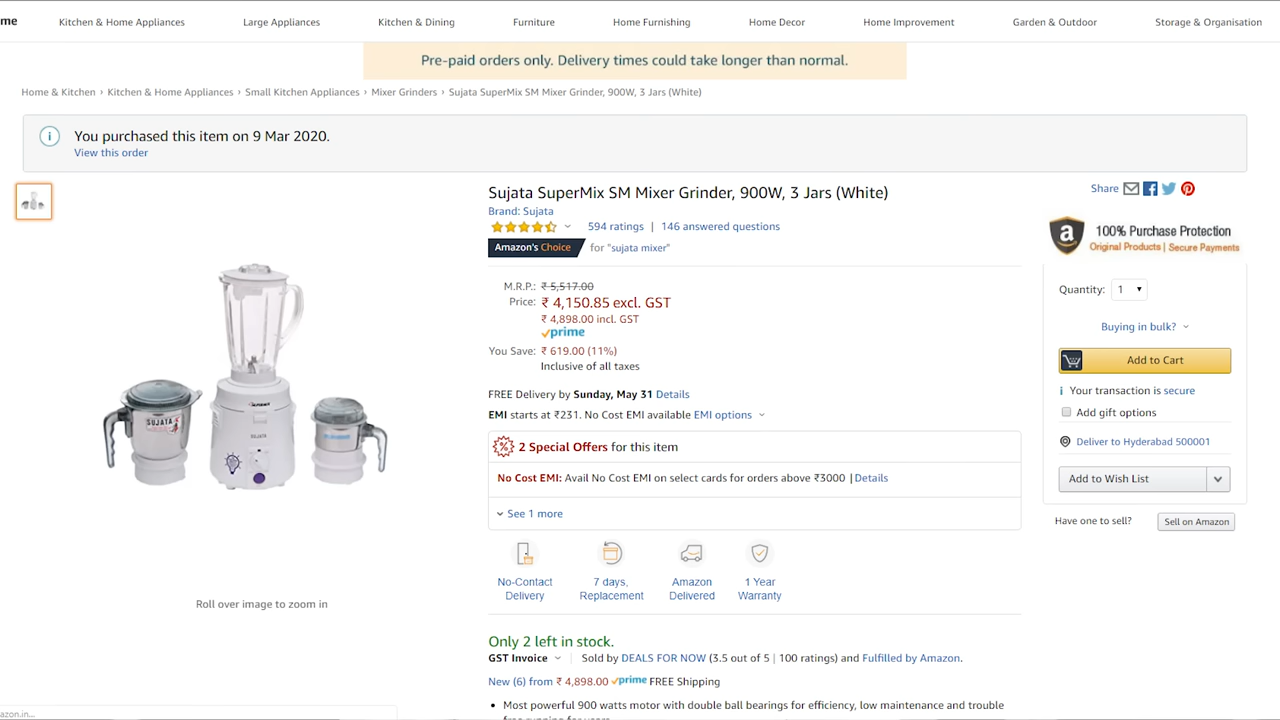 me Kitchen & Home Appliances Large Appliances Kitchen & Dining Furniture Home Furnishing Home Decor Home Improvement Garden & Outdoor Storage & Organisation
Pre-paid orders only. Delivery times could take longer than normal.
Home & Kitchen › Kitchen & Home Appliances › Small Kitchen Appliances › Mixer Grinders › Sujata SuperMix SM Mixer Grinder, 900W, 3 Jars (White)
You purchased this item on 9 Mar 2020.
View this order
Sujata SuperMix SM Mixer Grinder, 900W, 3 Jars (White)
Brand: Sujata
594 ratings | 146 answered questions
Amazon's Choice for "sujata mixer"
M.R.P.: ₹ 5,517.00
Price: ₹ 4,150.85 excl. GST
₹ 4,898.00 incl. GST
prime
You Save: ₹ 619.00 (11%)
Inclusive of all taxes
FREE Delivery by Sunday, May 31 Details
EMI starts at ₹231. No Cost EMI available EMI options
2 Special Offers for this item
No Cost EMI: Avail No Cost EMI on select cards for orders above ₹3000 | Details
See 1 more
No-Contact Delivery
7 days, Replacement
Amazon Delivered
1 Year Warranty
Only 2 left in stock.
GST Invoice Sold by DEALS FOR NOW (3.5 out of 5 | 100 ratings) and Fulfilled by Amazon.
New (6) from ₹ 4,898.00 prime FREE Shipping
• Most powerful 900 watts motor with double ball bearings for efficiency, low maintenance and trouble
SUJATA
SUJATA
Roll over image to zoom in
Share
a 100% Purchase Protection
Original Products | Secure Payments
Quantity: 1
Buying in bulk?
Add to Cart
Your transaction is secure
Add gift options
Deliver to Hyderabad 500001
Add to Wish List
Have one to sell? Sell on Amazon
azon.in...